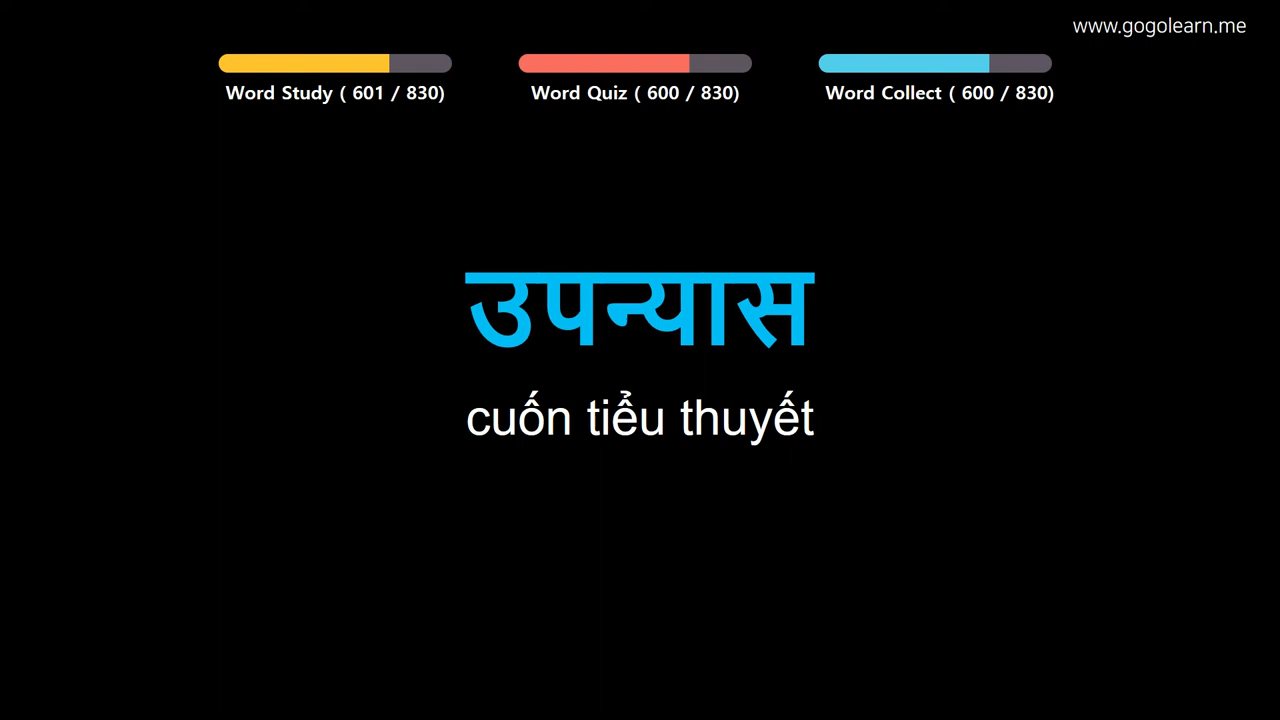 www.gogolearn.me
Word Study ( 601 / 830)
Word Quiz ( 600 / 830)
Word Collect ( 600 / 830)
उपन्यास
cuốn tiểu thuyết